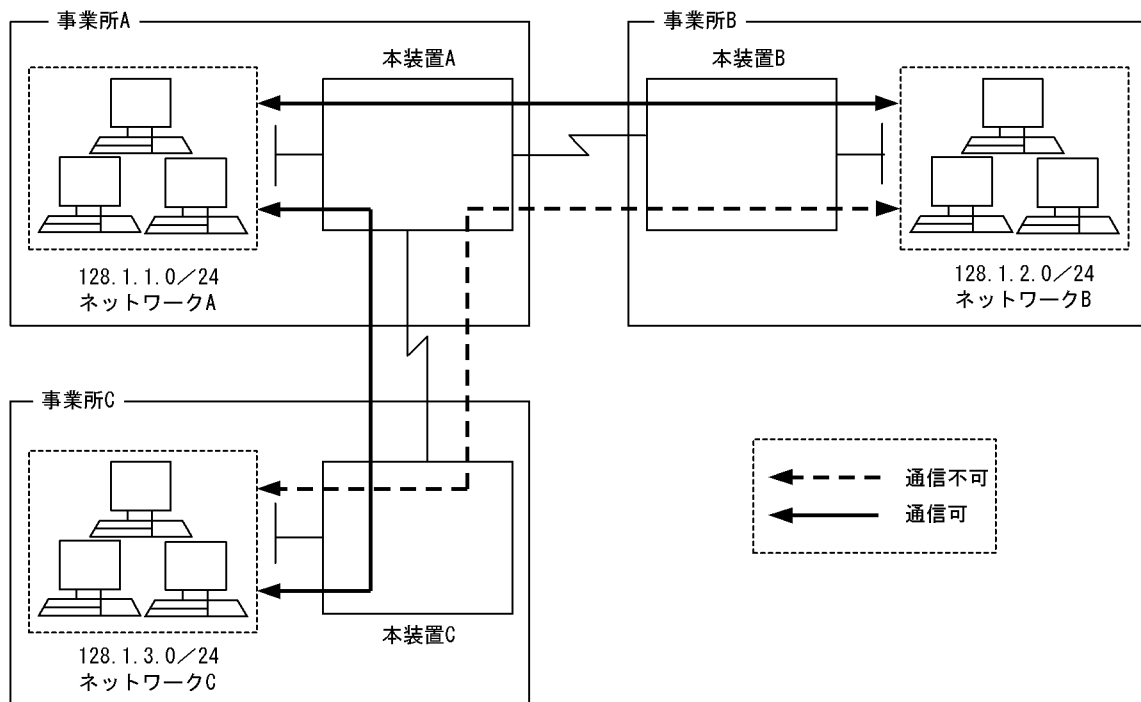 事業所A
本装置A
128.1.1.0／24
ネットワークA
事業所B
本装置B
128.1.2.0／24
ネットワークB
事業所C
本装置C
128.1.3.0／24
ネットワークC
通信不可
通信可